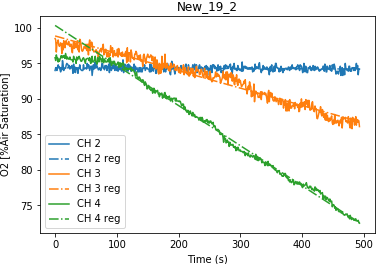 New_19_2
O2 [%Air Saturation]
100
95
90
85
80
75
CH 2
CH 2 reg
CH 3
CH 3 reg
CH 4
CH 4 reg
0
100
200
300
400
500
Time (s)